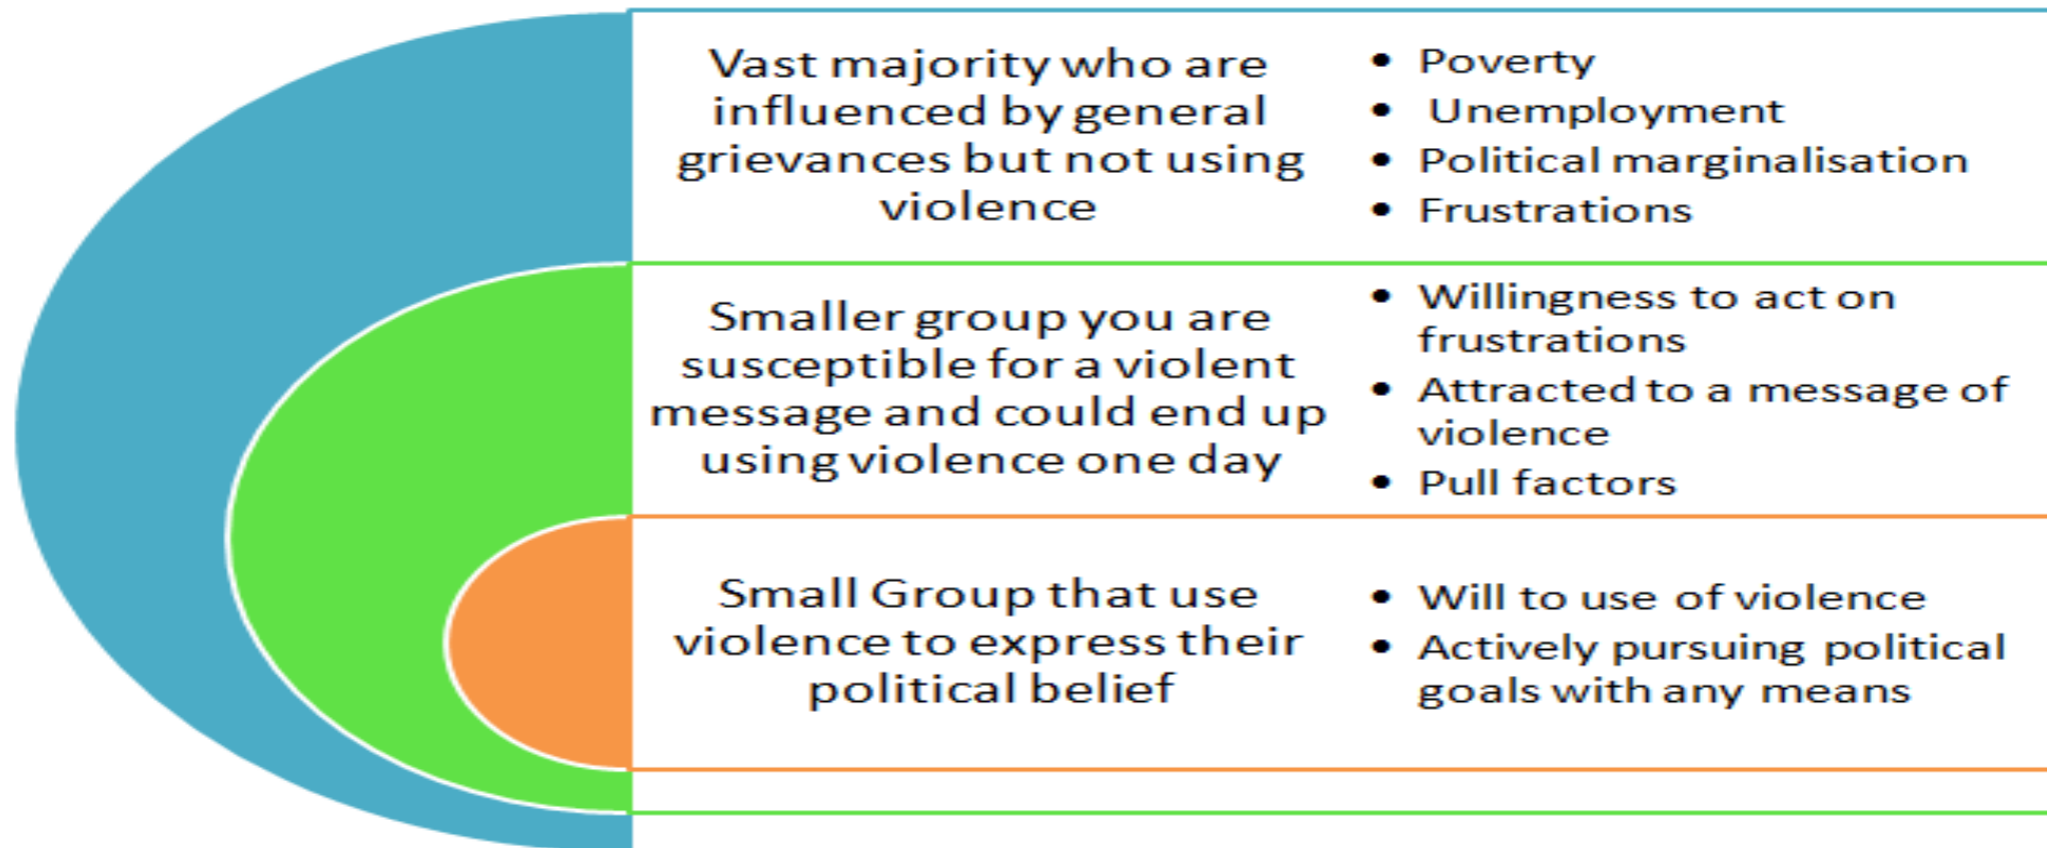 Vast majority who are
influenced by general
grievances but not using
violence
• Poverty
• Unemployment
• Political marginalisation
• Frustrations
Smaller group you are
susceptible for a violent
message and could end up
using violence one day
• Willingness to act on
frustrations
• Attracted to a message of
violence
• Pull factors
Small Group that use
violence to express their
political belief
• Will to use of violence
• Actively pursuing political
goals with any means